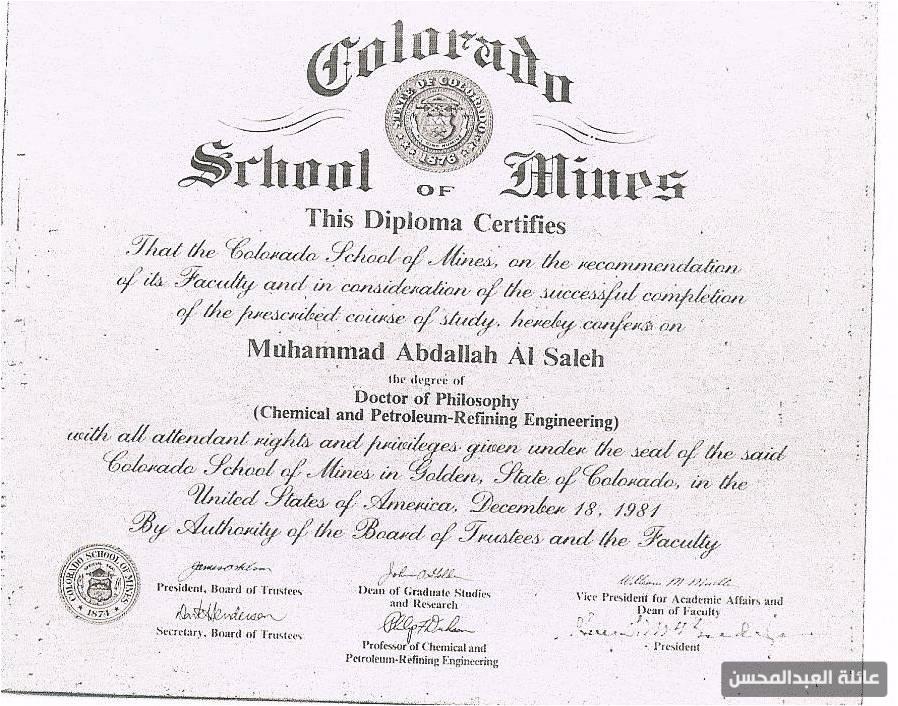 Colorado
STATE OF COLORADO
1876
School OF Mines
This Diploma Certifies
That the Colorado School of Mines, on the recommendation
of its Faculty and in consideration of the successful completion
of the prescribed course of study, hereby confers on
Muhammad Abdallah Al Saleh
the degree of
Doctor of Philosophy
(Chemical and Petroleum-Refining Engineering)
with all attendant rights and privileges given under the seal of the said
Colorado School of Mines in Golden, State of Colorado, in the
United States of America, December 18, 1981
By Authority of the Board of Trustees and the Faculty
COLORADO SCHOOL OF MINES
1874
President, Board of Trustees
Secretary, Board of Trustees
Dean of Graduate Studies
and Research
Professor of Chemical and
Petroleum-Refining Engineering
Vice President for Academic Affairs and
Dean of Faculty
President
عائلة العبدالمحسن